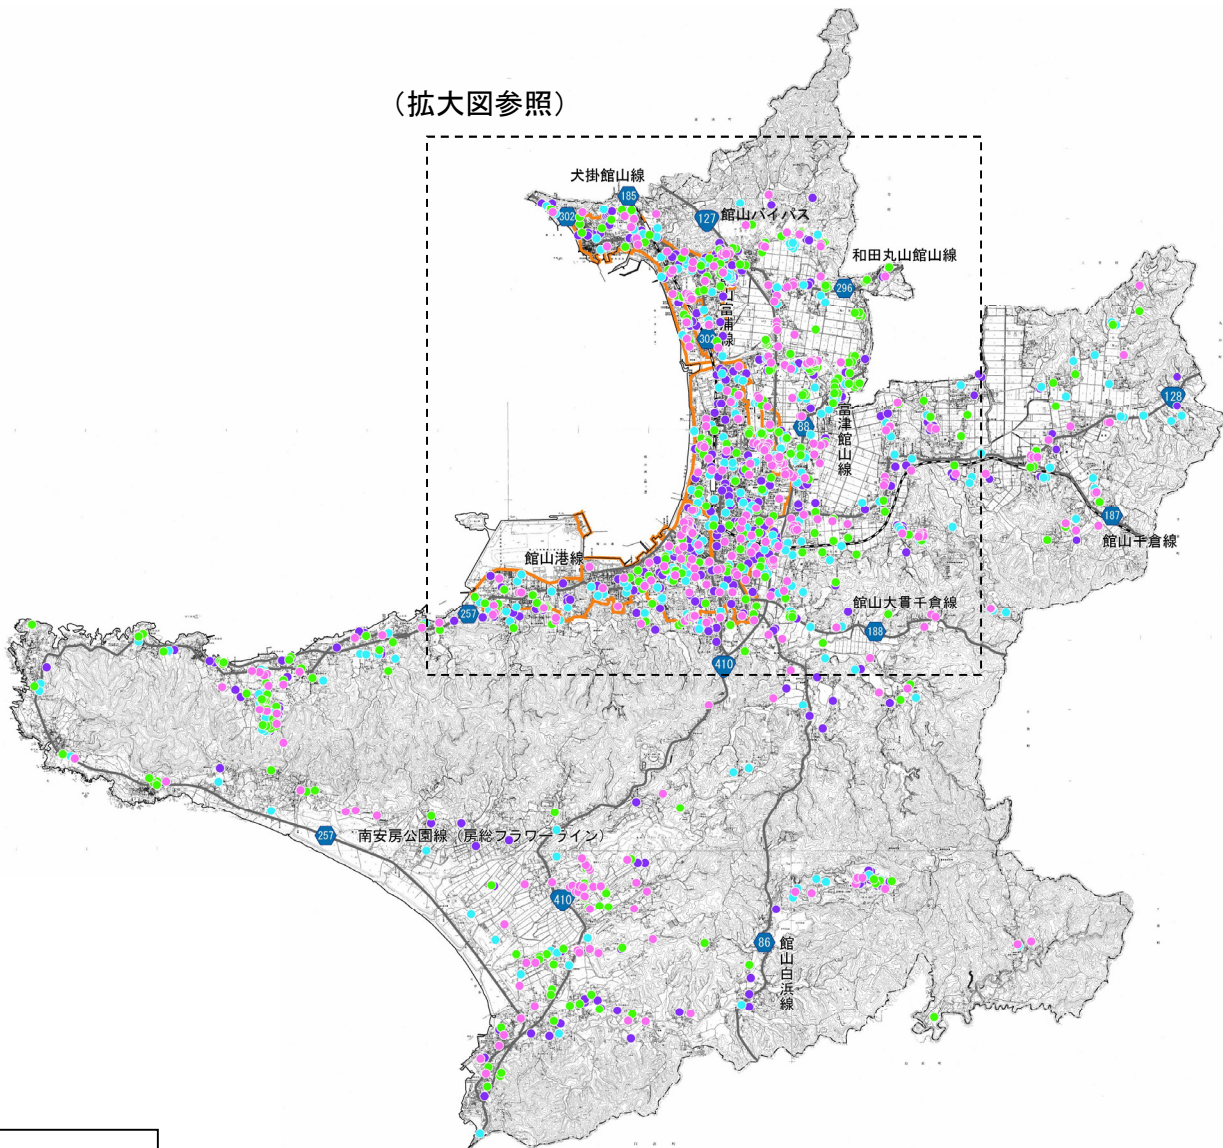 （拡大図参照）
犬掛館山線
185
302
127
館山バイパス
和田丸山館山線
296
山富浦線
302
128
88
富津館山線
187
館山千倉線
館山港線
257
館山大貫千倉線
188
410
257
南安房公園線（房総フラワーライン）
410
86
館山白浜線